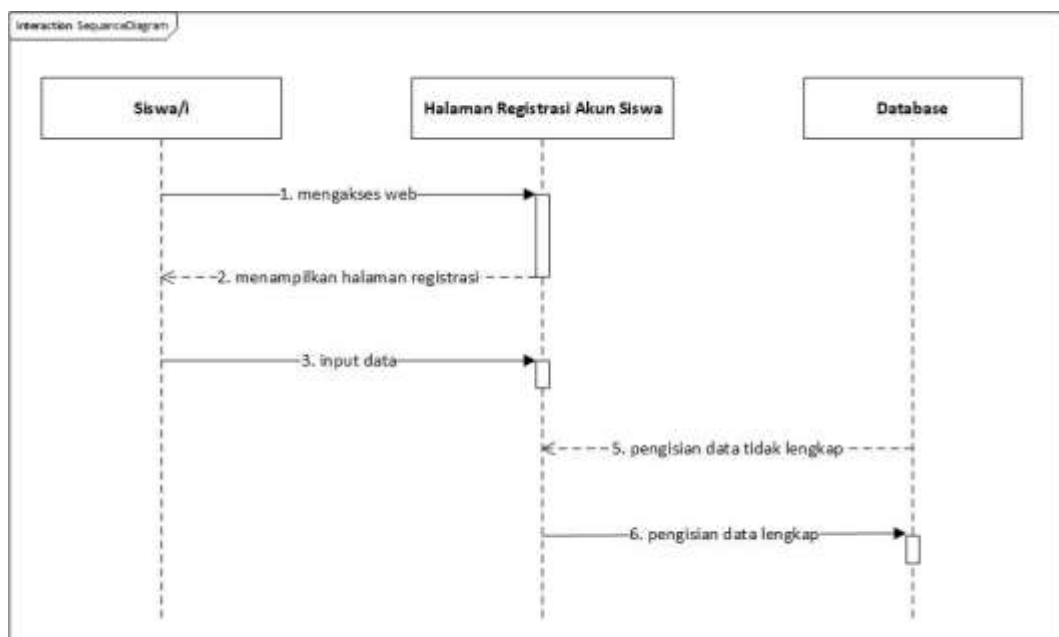 Interaction SequenceDiagram
Siswa/i
Halaman Registrasi Akun Siswa
Database
1. mengakses web
2. menampilkan halaman registrasi
3. input data
5. pengisian data tidak lengkap
6. pengisian data lengkap